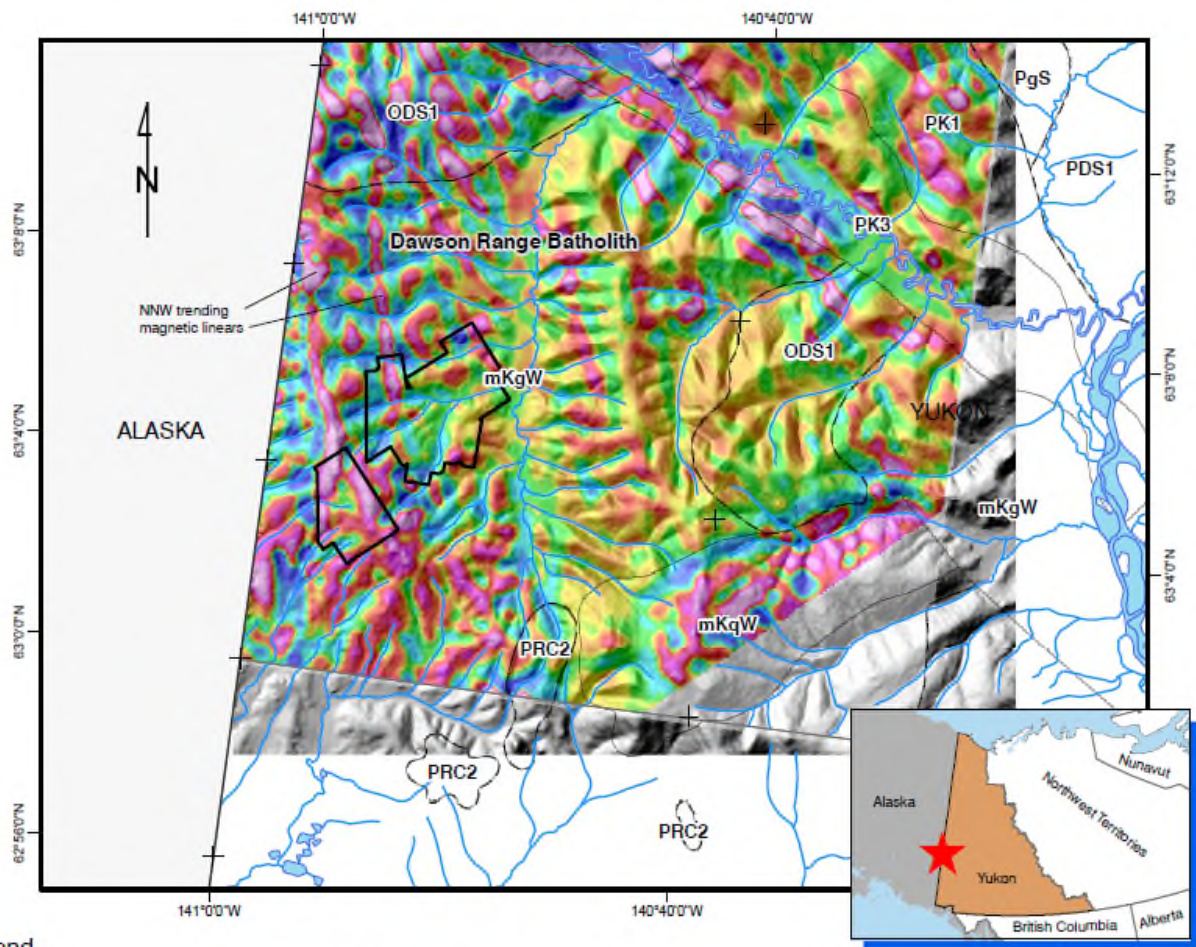 141°0'0"W
140°40'0"W
PgS
ODS1
PK1
PDS1
63°12'0"N
N
PK3
63°8'0"N
Dawson Range Batholith
NNW trending
magnetic linears
ODS1
mKgW
63°8'0"N
YUKON
ALASKA
63°4'0"N
mKgW
63°4'0"N
mKqW
63°0'0"N
PRC2
PRC2
PRC2
62°56'0"N
141°0'0"W
140°40'0"W
Nunavut
Alaska
Northwest Territories
Yukon
British Columbia
Alberta